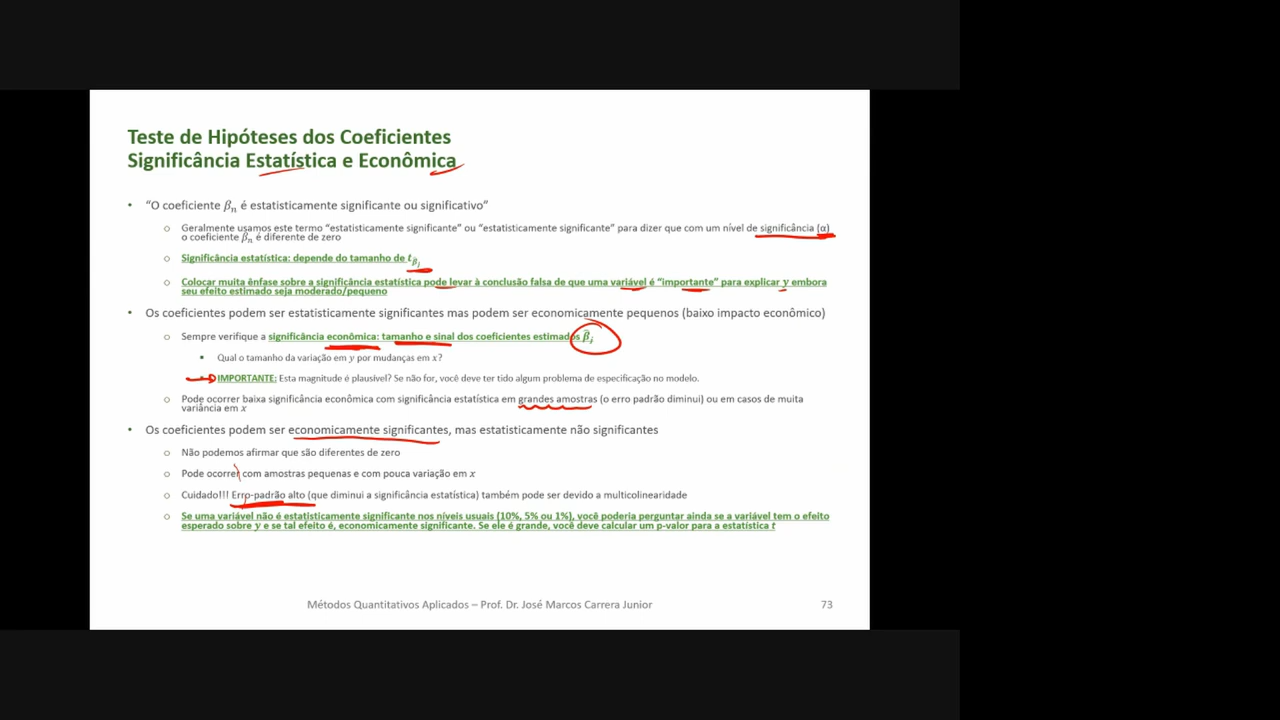 Teste de Hipóteses dos Coeficientes
Significância Estatística e Econômica
• “O coeficiente β̂ₙ é estatisticamente significante ou significativo”
o Geralmente usamos este termo “estatisticamente significante” ou “estatisticamente significante” para dizer que com um nível de significância (α)
o coeficiente β̂ₙ é diferente de zero
o Significância estatística: depende do tamanho de t_β̂ⱼ
o Colocar muita ênfase sobre a significância estatística pode levar à conclusão falsa de que uma variável é “importante” para explicar y embora
seu efeito estimado seja moderado/pequeno
• Os coeficientes podem ser estatisticamente significantes mas podem ser economicamente pequenos (baixo impacto econômico)
o Sempre verifique a significância econômica: tamanho e sinal dos coeficientes estimados β̂ⱼ
▪ Qual o tamanho da variação em y por mudanças em x?
IMPORTANTE: Esta magnitude é plausível? Se não for, você deve ter tido algum problema de especificação no modelo.
o Pode ocorrer baixa significância econômica com significância estatística em grandes amostras (o erro padrão diminui) ou em casos de muita
variância em x
• Os coeficientes podem ser economicamente significantes, mas estatisticamente não significantes
o Não podemos afirmar que são diferentes de zero
o Pode ocorrer com amostras pequenas e com pouca variação em x
o Cuidado!!! Erro-padrão alto (que diminui a significância estatística) também pode ser devido a multicolinearidade
o Se uma variável não é estatisticamente significante nos níveis usuais (10%, 5% ou 1%), você poderia perguntar ainda se a variável tem o efeito
esperado sobre y e se tal efeito é, economicamente significante. Se ele é grande, você deve calcular um p-valor para a estatística t
Métodos Quantitativos Aplicados – Prof. Dr. José Marcos Carrera Junior
73